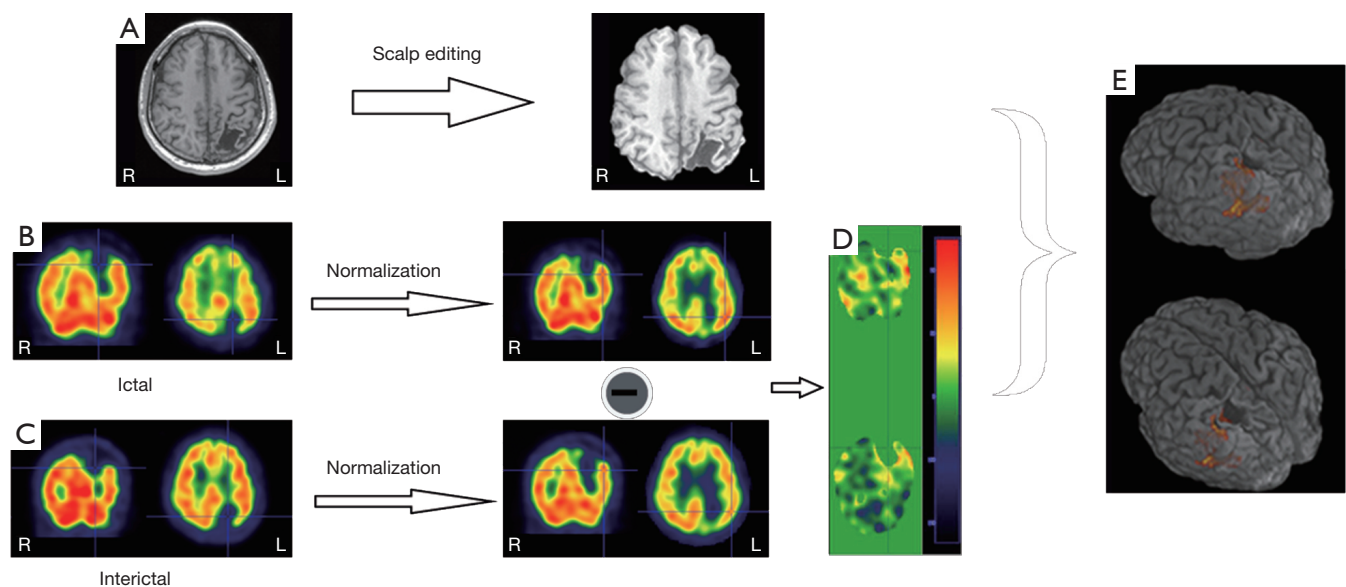 A
Scalp editing
E
R
L
R
L
B
Normalization
D
R
L
R
L
Ictal
C
Normalization
R
L
R
L
Interictal